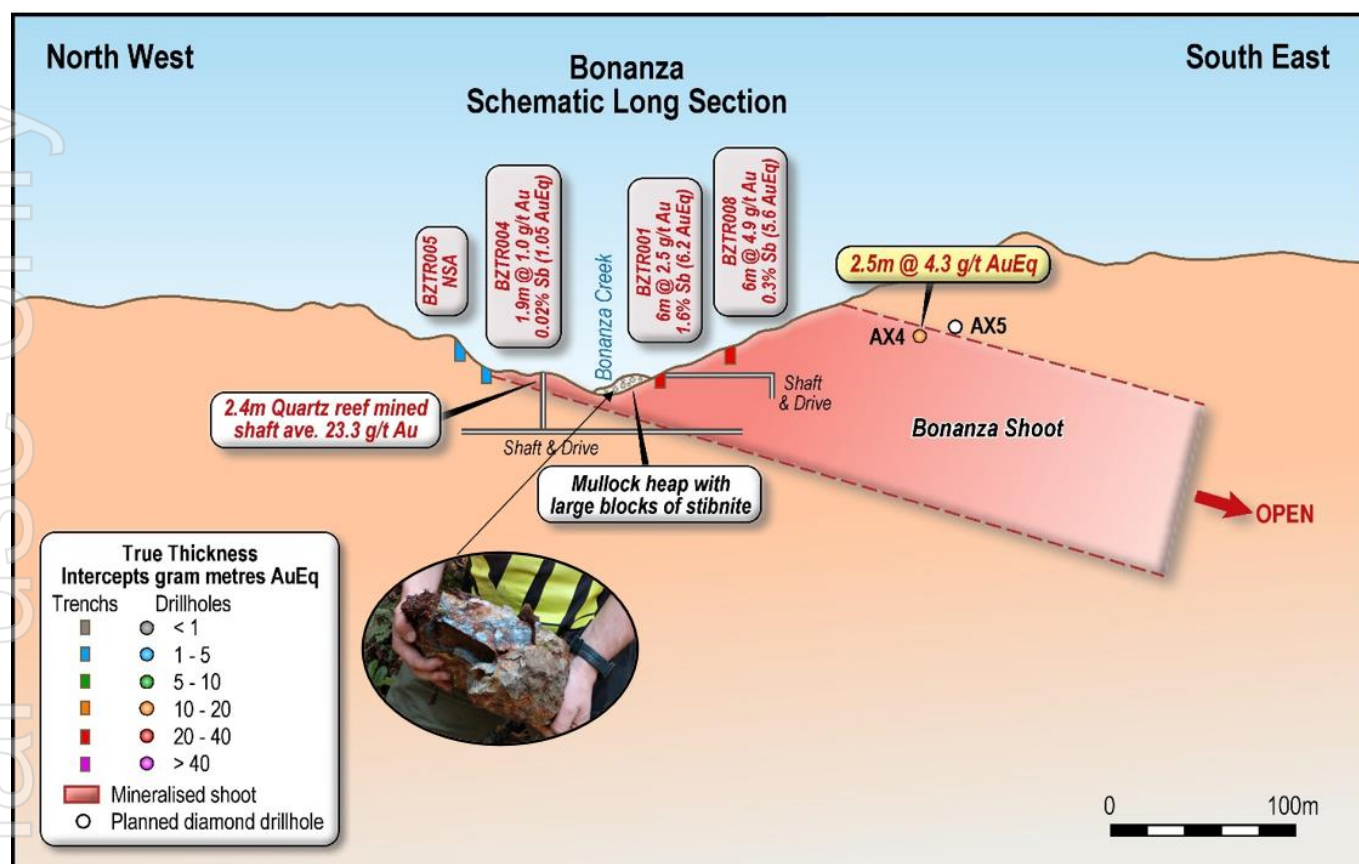 North West
Bonanza
Schematic Long Section
South East
BZTR005
NSA
BZTR004
1.9m @ 1.0 g/t Au
0.02% Sb (1.05 AuEq)
Bonanza Creek
BZTR001
6m @ 2.5 g/t Au
1.6% Sb (6.2 AuEq)
BZTR008
6m @ 4.9 g/t Au
0.3% Sb (5.6 AuEq)
2.5m @ 4.3 g/t AuEq
AX4
AX5
2.4m Quartz reef mined
shaft ave. 23.3 g/t Au
Shaft & Drive
Shaft
& Drive
Mullock heap with
large blocks of stibnite
Bonanza Shoot
OPEN
True Thickness
Intercepts gram metres AuEq
Trenchs Drillholes
< 1
1 - 5
5 - 10
10 - 20
20 - 40
> 40
Mineralised shoot
Planned diamond drillhole
0 100m